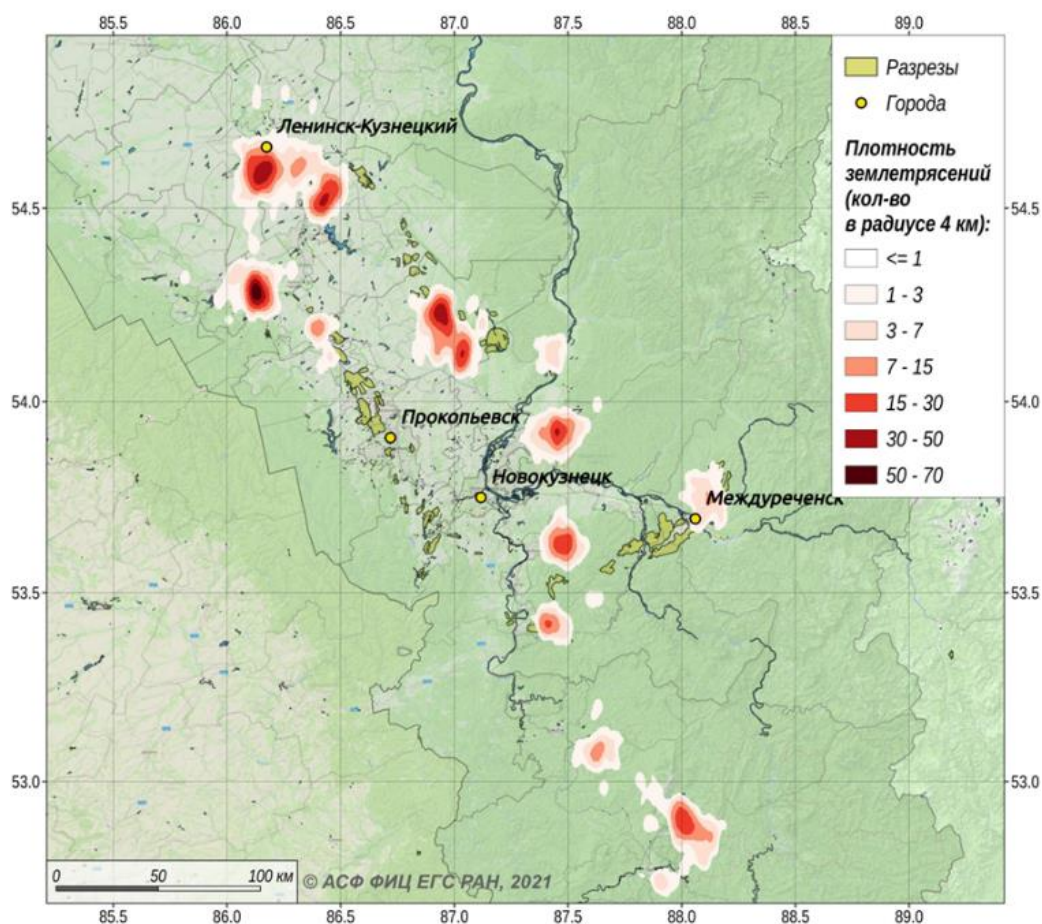 85.5 86.0 86.5 87.0 87.5 88.0 88.5 89.0
Разрезы
Города
Плотность
землетрясений
(кол-во
в радиусе 4 км):
<= 1
1 - 3
3 - 7
7 - 15
15 - 30
30 - 50
50 - 70
Ленинск-Кузнецкий
54.5 54.5
54.0 54.0
Прокопьевск
Новокузнецк
Междуреченск
53.5 53.5
53.0 53.0
0 50 100 км
© АСФ ФИЦ ЕГС РАН, 2021
85.5 86.0 86.5 87.0 87.5 88.0 88.5 89.0